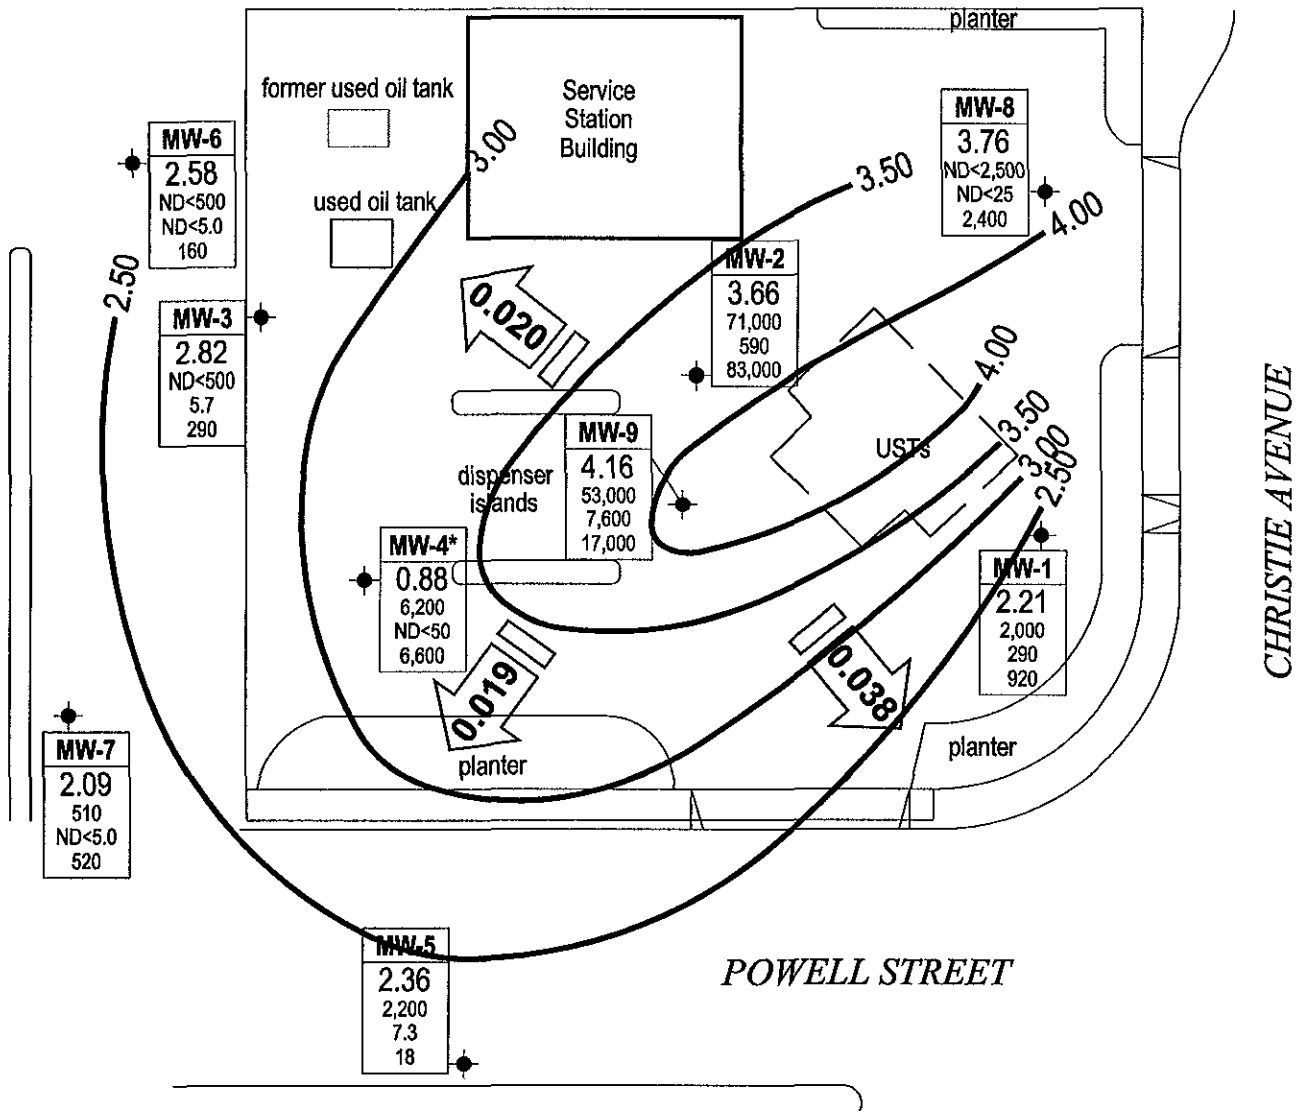 planter
former used oil tank
Service
Station
Building
MW-8
3.76
ND<2,500
ND<25
2,400
MW-6
2.58
ND<500
ND<5.0
160
3.00
3.50
used oil tank
4.00
MW-2
3.66
71,000
590
83,000
2.50
0.020
MW-3
2.82
ND<500
5.7
290
4.00
3.50
3.00
2.50
MW-9
4.16
53,000
7,600
17,000
USTs
dispenser
islands
CHRISTIE AVENUE
MW-4*
0.88
6,200
ND<50
6,600
MW-1
2.21
2,000
290
920
0.019
0.038
MW-7
2.09
510
ND<5.0
520
planter
planter
MW-5
2.36
2,200
7.3
18
POWELL STREET